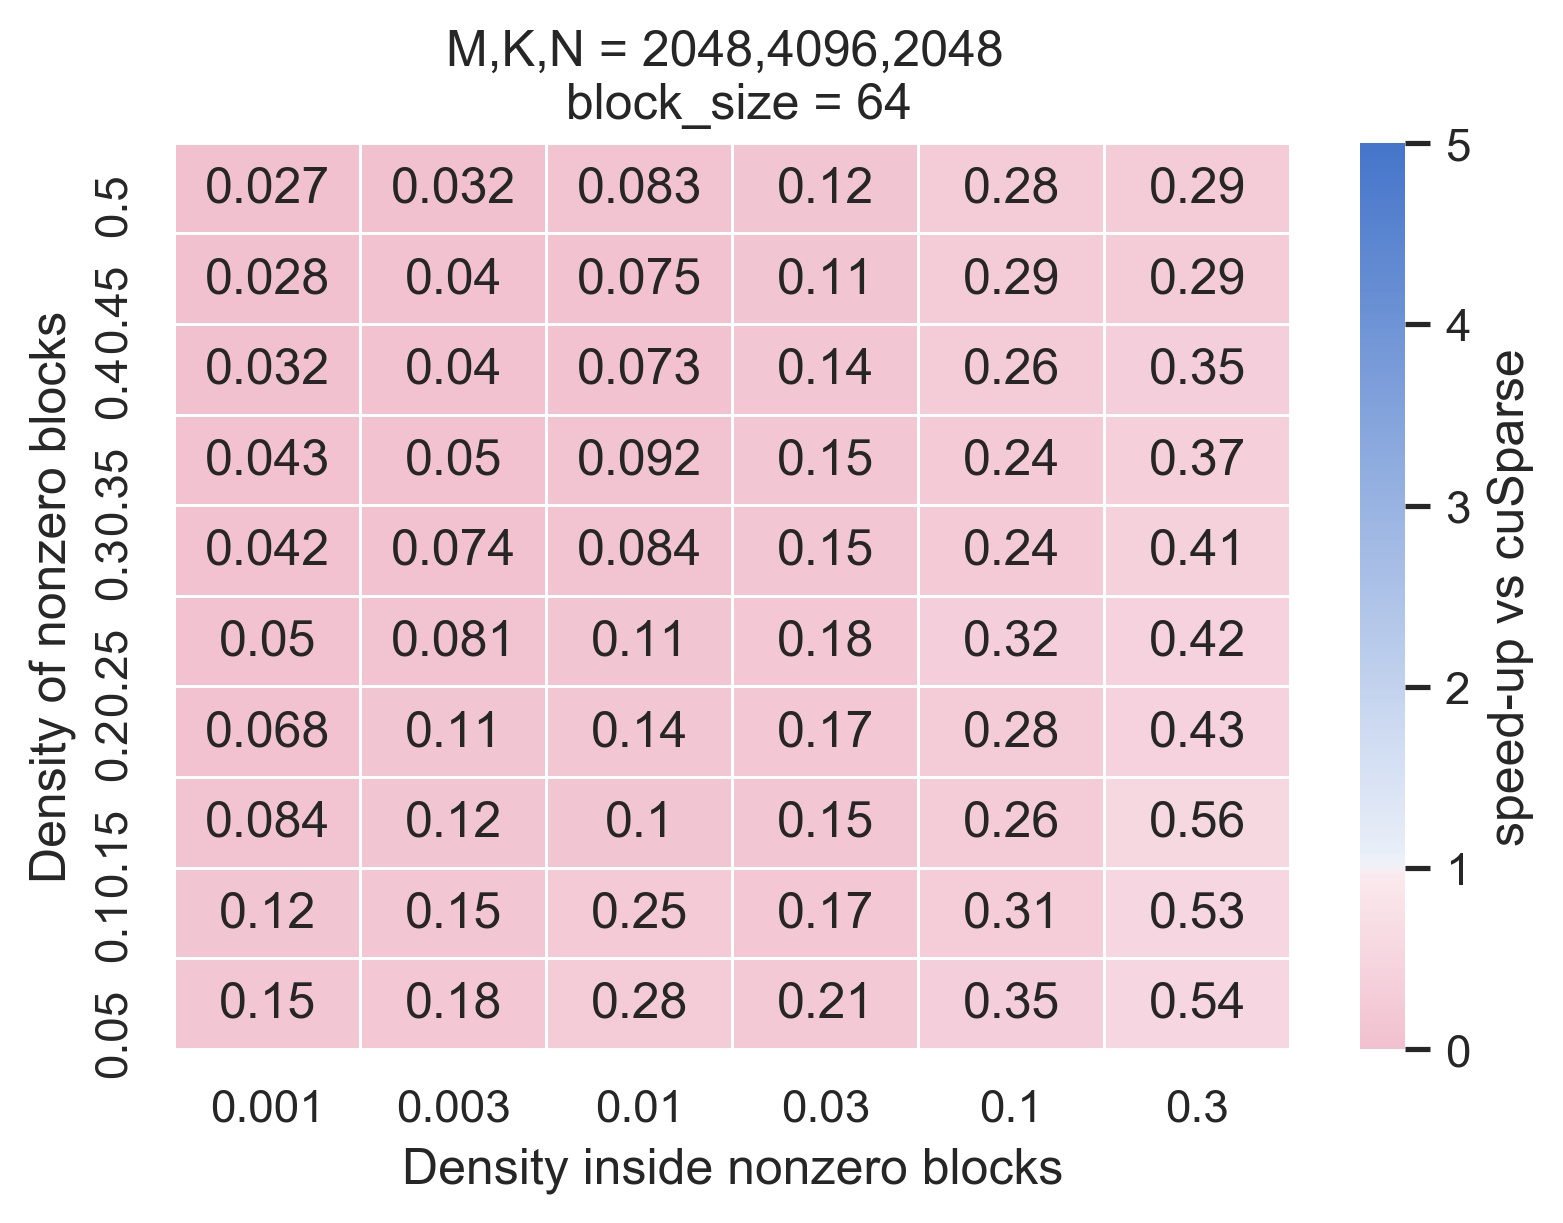 M,K,N = 2048,4096,2048
block_size = 64
Density of nonzero blocks
0.5 0.027 0.032 0.083 0.12 0.28 0.29
0.45 0.028 0.04 0.075 0.11 0.29 0.29
0.4 0.032 0.04 0.073 0.14 0.26 0.35
0.35 0.043 0.05 0.092 0.15 0.24 0.37
0.3 0.042 0.074 0.084 0.15 0.24 0.41
0.25 0.05 0.081 0.11 0.18 0.32 0.42
0.2 0.068 0.11 0.14 0.17 0.28 0.43
0.15 0.084 0.12 0.1 0.15 0.26 0.56
0.1 0.12 0.15 0.25 0.17 0.31 0.53
0.05 0.15 0.18 0.28 0.21 0.35 0.54
0.001 0.003 0.01 0.03 0.1 0.3
Density inside nonzero blocks
5
4
3
2
1
0
speed-up vs cuSparse